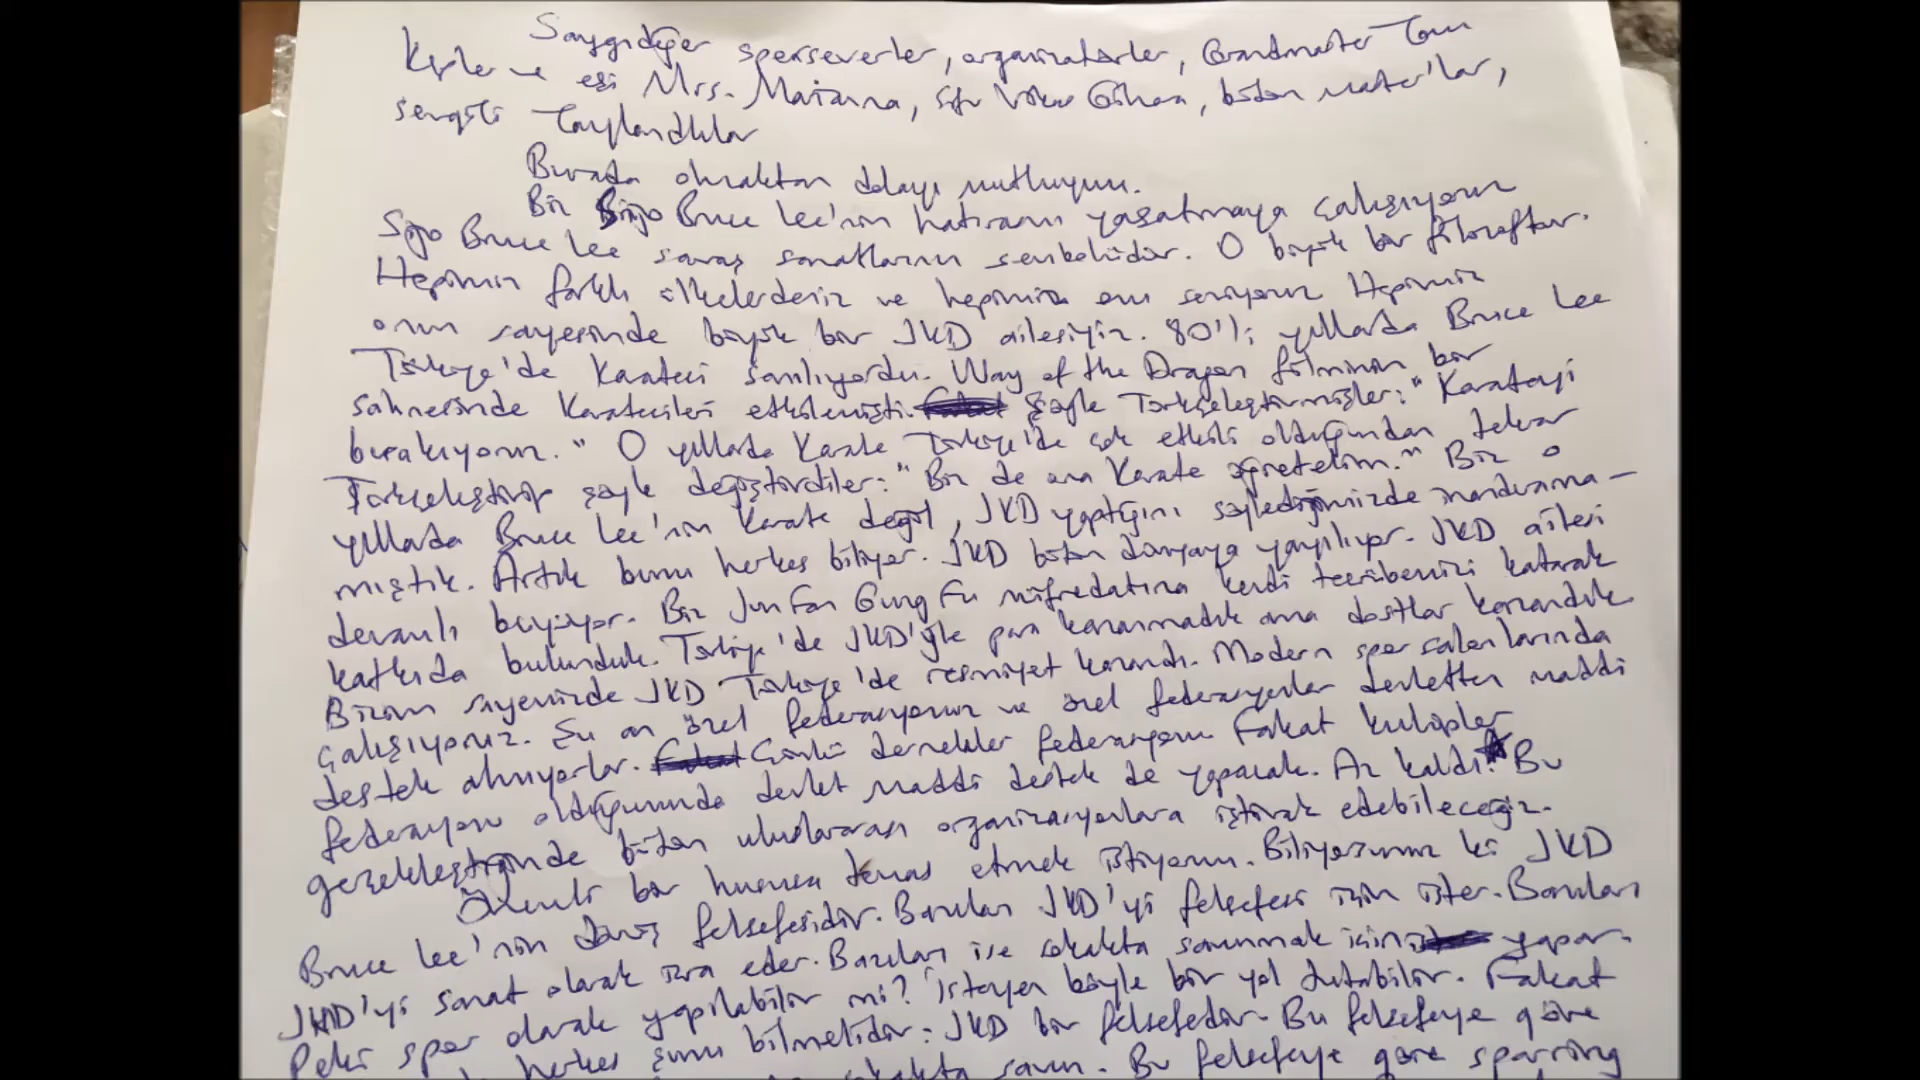 Saygıdeğer sporseverler, organizatörler, Grandmaster Tom
ve eşi Mrs. Marianna, Sifu Göken, bütün master'lar,
sevgili Taylandlılar
Burada olmaktan dolayı mutluyum.
Biz Sijo Bruce Lee'nin hatırasını yaşatmaya çalışıyoruz
Sijo Bruce Lee savaş sanatlarının sembolüdür. O büyük bir filozoftur.
Hepimiz farklı ülkelerdeniz ve hepimiz onu seviyoruz Hepimiz
onun sayesinde büyük bir JKD ailesiyiz. 80'li yıllarda Bruce Lee
Türkiye'de Karateci sanılıyordu. Way of the Dragon filminin bir
sahnesinde Karatecileri etkilemişti. Şöyle Türkçeleştirmişler: "Karateyi
bırakıyoruz." O yıllarda Karate Türkiye'de çok etkili olduğundan tekrar
Türkçeleştirip şöyle değiştirdiler: "Biz de ona Karate öğretelim." Biz o
yıllarda Bruce Lee'nin Karate değil, JKD yaptığını söylediğimizde inandırama-
mıştık. Artık bunu herkes biliyor. JKD bütün dünyaya yayılıyor. JKD ailesi
devamlı büyüyor. Biz Jun Fan Gung Fu müfredatına kendi tecrübemizi katarak
katkıda bulunduk. Türkiye'de JKD'yle para kazanmadık ama dostlar kazandık
Bizim sayemizde JKD Türkiye'de resmiyet kazandı. Modern spor salonlarında
çalışıyoruz. Şu an özel federasyonuz ve özel federasyonlar devletten maddi
destek almıyorlar. Çünkü dernekler federasyonu. Fakat kulüpler
federasyonu olduğumuzda devlet maddi destek de yapacak. Az kaldı. Bu
gerçekleştiğinde bütün uluslararası organizasyonlara iştirak edebileceğiz.
Önemli bir hususa temas etmek istiyorum. Biliyorsunuz ki JKD
Bruce Lee'nin dövüş felsefesidir. Bazıları JKD'yi felsefesi için ister. Bazıları
JKD'yi sanat olarak icra eder. Bazıları ise sokakta savunmak için yapar.
Peki spor olarak yapılabilir mi? İsteyen böyle bir yol tutabilir. Fakat
herkes şunu bilmelidir: JKD bir felsefedir. Bu felsefeye göre
sokakta savun. Bu felsefeye göre sparring